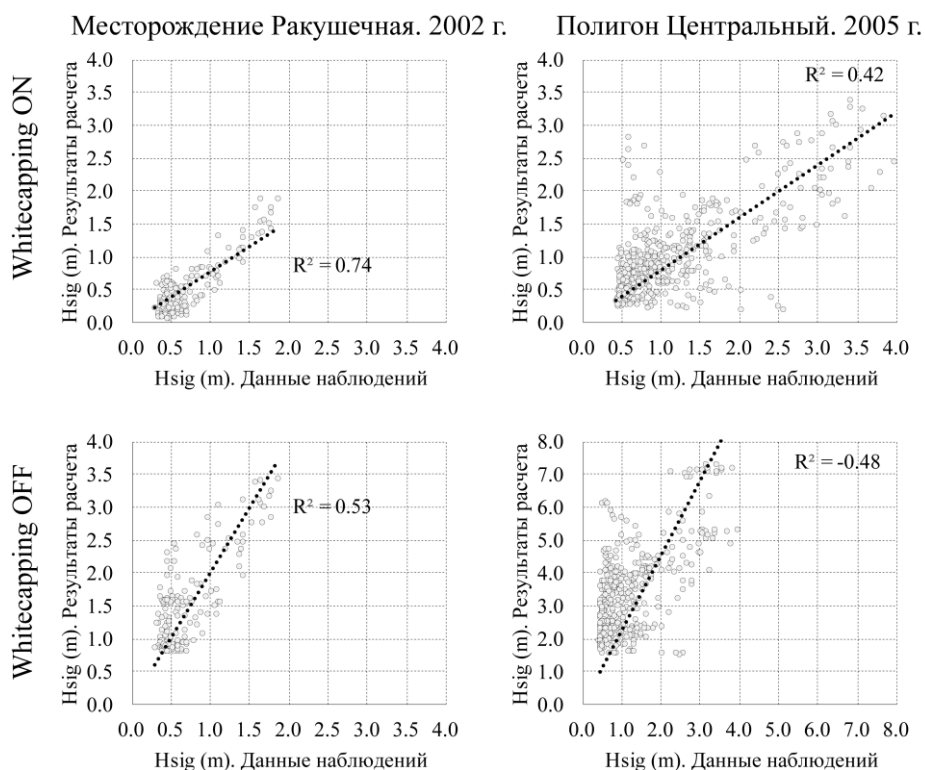 Месторождение Ракушечная. 2002 г.
Полигон Центральный. 2005 г.
Whitecapping ON
Hsig (m). Результаты расчета
4.0
3.5
3.0
2.5
2.0
1.5
1.0
0.5
0.0
R² = 0.74
0.0 0.5 1.0 1.5 2.0 2.5 3.0 3.5 4.0
Hsig (m). Данные наблюдений
Hsig (m). Результаты расчета
4.0
3.5
3.0
2.5
2.0
1.5
1.0
0.5
0.0
R² = 0.42
0.0 0.5 1.0 1.5 2.0 2.5 3.0 3.5 4.0
Hsig (m). Данные наблюдений
Whitecapping OFF
Hsig (m). Результаты расчета
4.0
3.5
3.0
2.5
2.0
1.5
1.0
0.5
0.0
R² = 0.53
0.0 0.5 1.0 1.5 2.0 2.5 3.0 3.5 4.0
Hsig (m). Данные наблюдений
Hsig (m). Результаты расчета
8.0
7.0
6.0
5.0
4.0
3.0
2.0
1.0
0.0
R² = -0.48
0.0 1.0 2.0 3.0 4.0 5.0 6.0 7.0 8.0
Hsig (m). Данные наблюдений